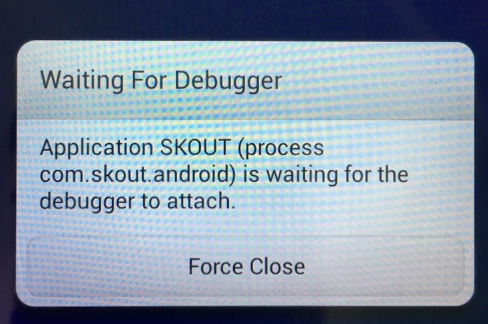 Waiting For Debugger
Application SKOUT (process
com.skout.android) is waiting for the
debugger to attach.
Force Close